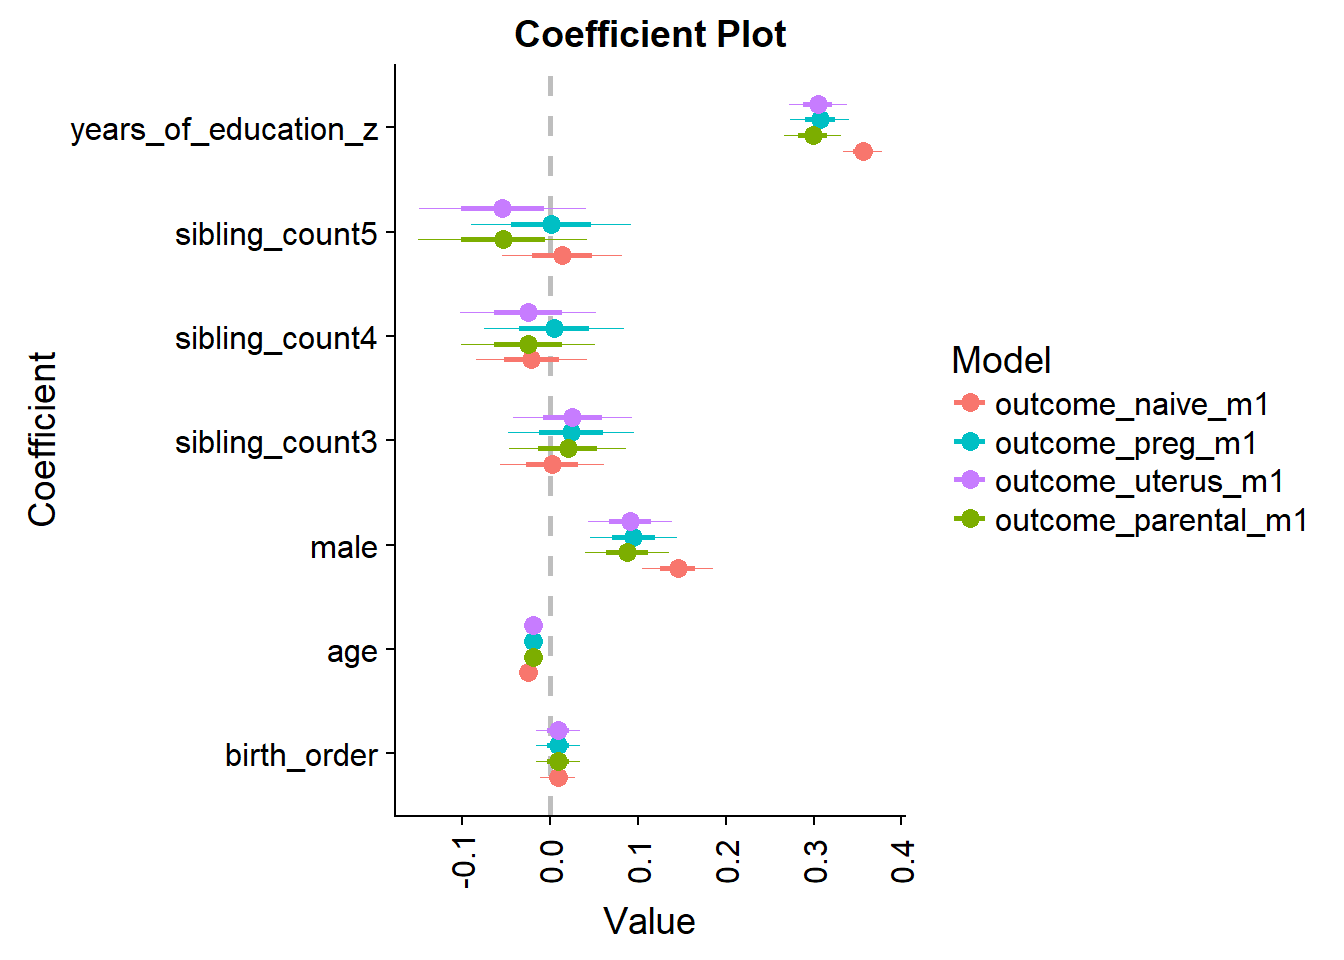 Coefficient Plot
Coefficient
years_of_education_z
sibling_count5
sibling_count4
sibling_count3
male
age
birth_order
-0.1
0.0
0.1
0.2
0.3
0.4
Value
Model
outcome_naive_m1
outcome_preg_m1
outcome_uterus_m1
outcome_parental_m1